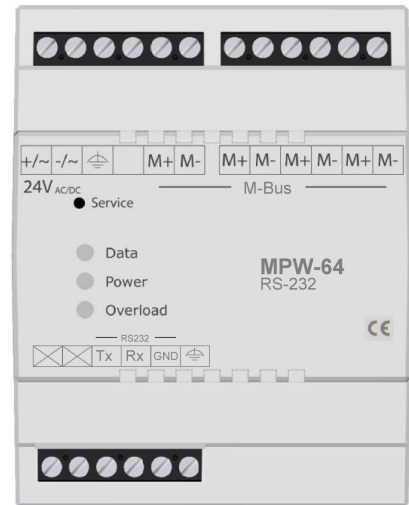 +/~ -/~ M+ M- M+ M- M+ M- M+ M-
24V AC/DC M-Bus
Service
Data
Power
Overload
MPW-64
RS-232
CE
RS232
Tx Rx GND